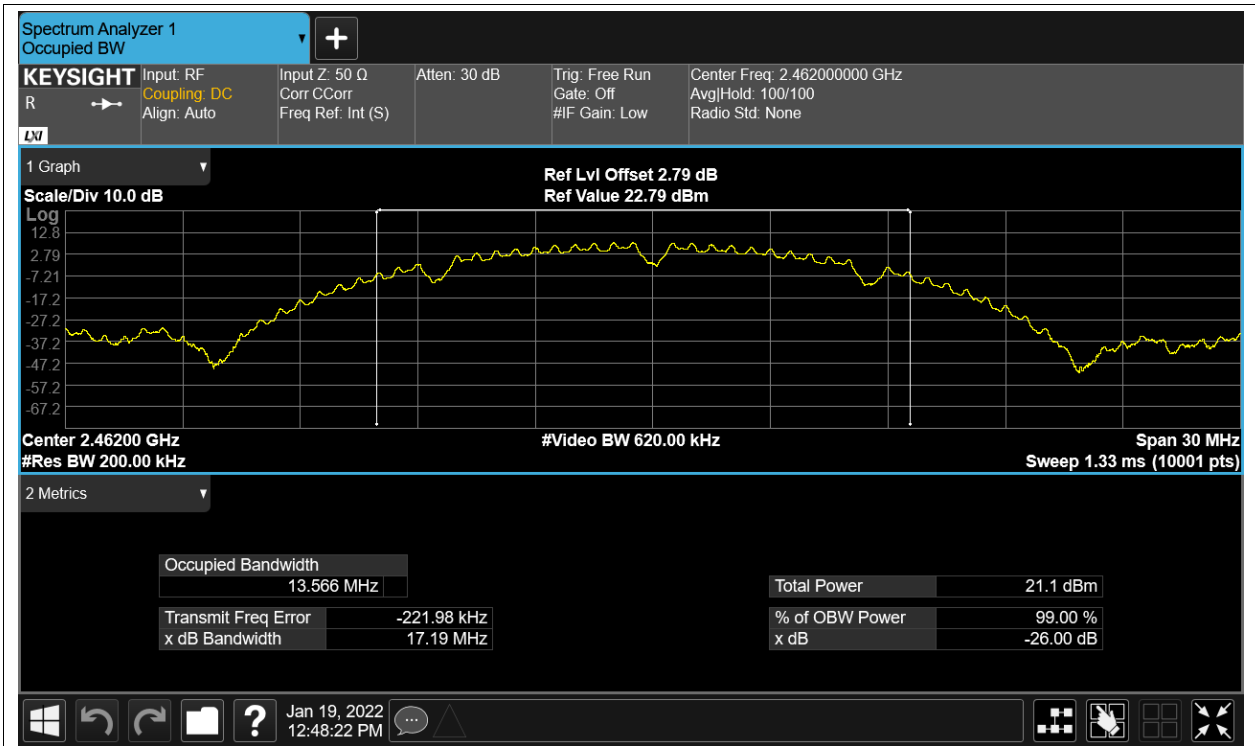 Spectrum Analyzer 1
Occupied BW
KEYSIGHT
R
LXI
Input: RF
Coupling: DC
Align: Auto
Input Z: 50 Ω
Corr CCorr
Freq Ref: Int (S)
Atten: 30 dB
Trig: Free Run
Gate: Off
#IF Gain: Low
Center Freq: 2.462000000 GHz
Avg|Hold: 100/100
Radio Std: None
1 Graph
Scale/Div 10.0 dB
Ref Lvl Offset 2.79 dB
Ref Value 22.79 dBm
Log
12.8
2.79
-7.21
-17.2
-27.2
-37.2
-47.2
-57.2
-67.2
Center 2.46200 GHz
#Video BW 620.00 kHz
Span 30 MHz
#Res BW 200.00 kHz
Sweep 1.33 ms (10001 pts)
2 Metrics
Occupied Bandwidth
13.566 MHz
Total Power 21.1 dBm
Transmit Freq Error -221.98 kHz
% of OBW Power 99.00 %
x dB Bandwidth 17.19 MHz
x dB -26.00 dB
?
Jan 19, 2022
12:48:22 PM